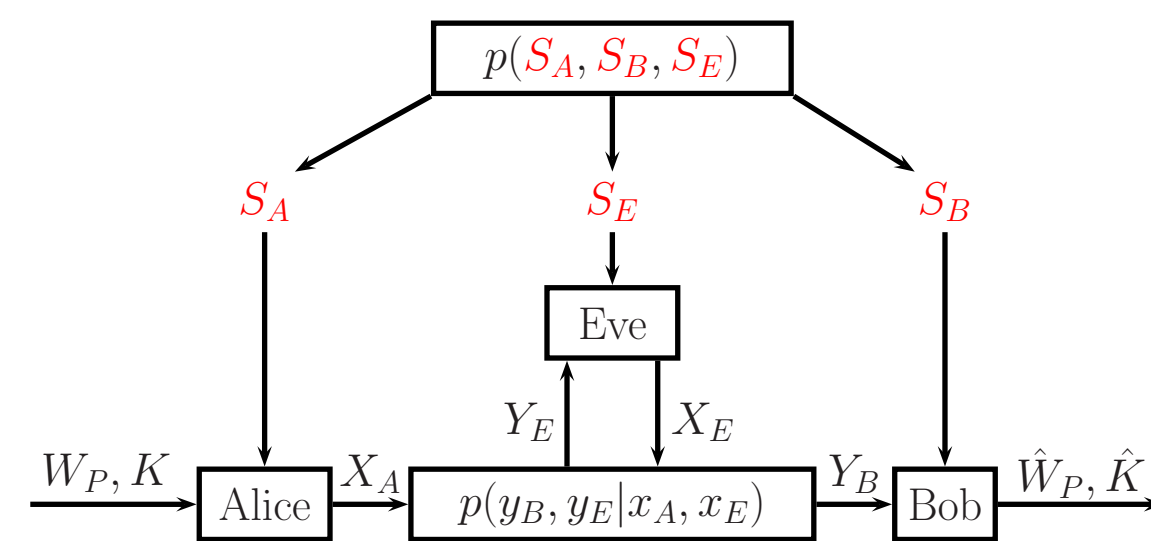 p(S_A, S_B, S_E)
S_A S_E S_B
Eve
Y_E X_E
W_P, K X_A Y_B Ŵ_P, K̂
Alice p(y_B, y_E|x_A, x_E) Bob